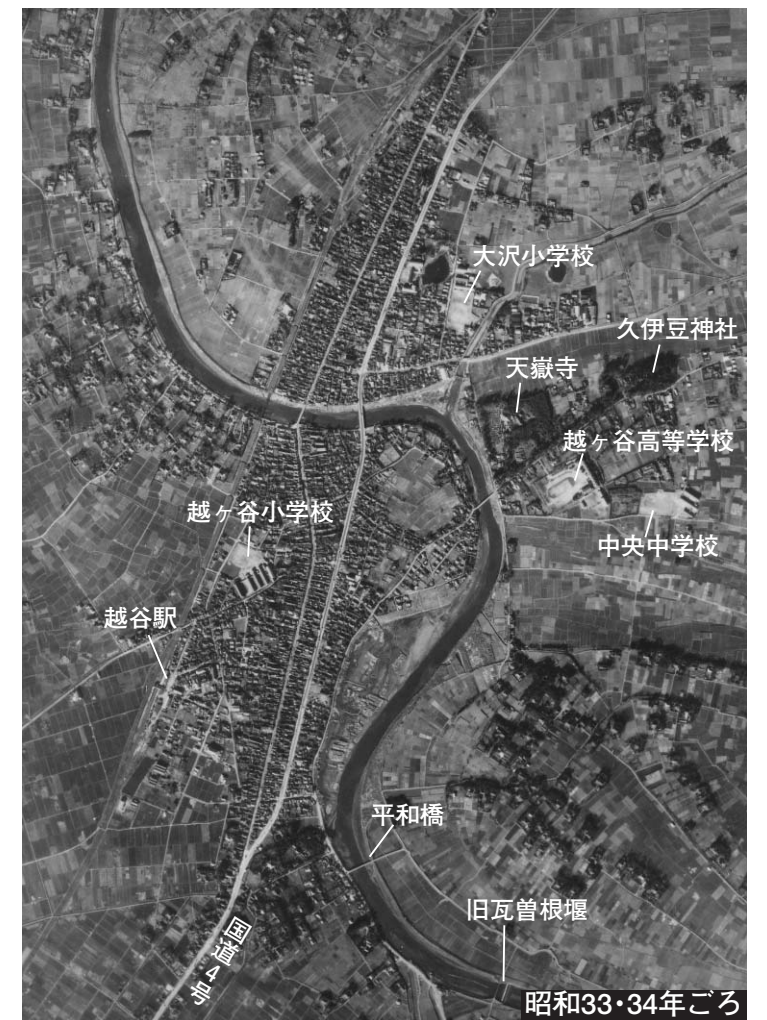 大沢小学校
久伊豆神社
天嶽寺
越ヶ谷高等学校
越ヶ谷小学校
中央中学校
越谷駅
平和橋
旧瓦曽根堰
国道4号
昭和33・34年ごろ